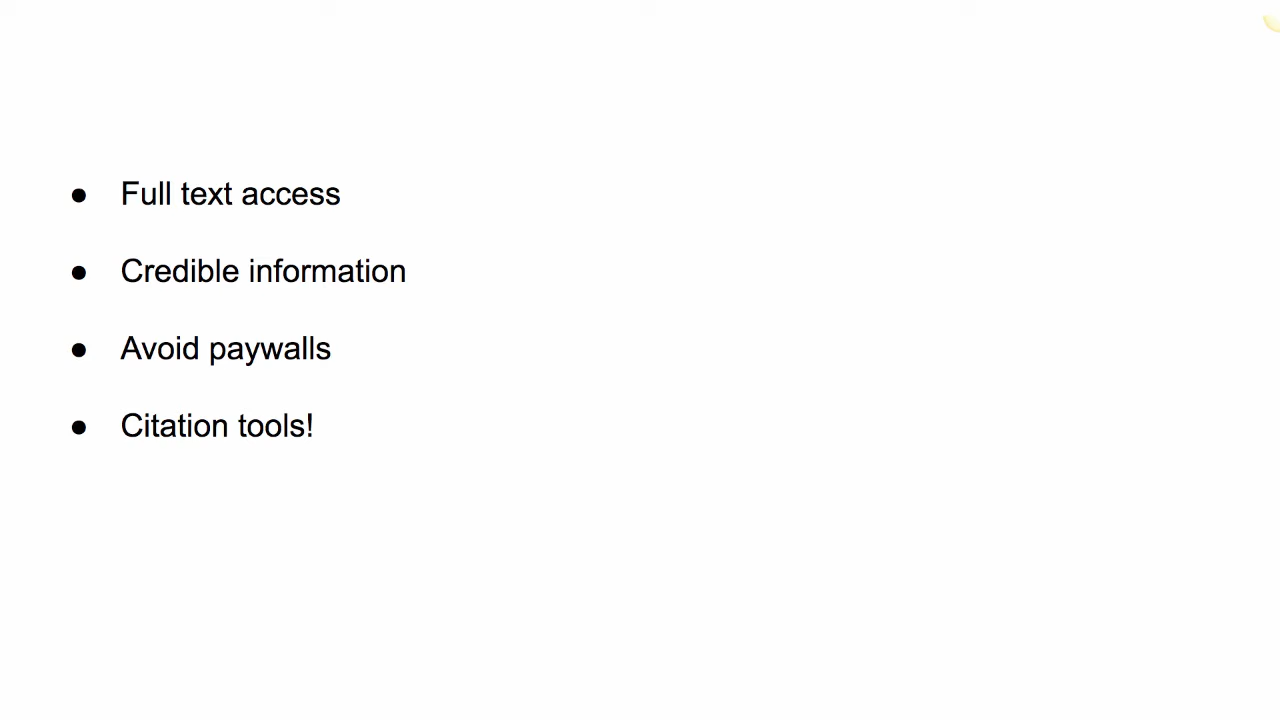 ● Full text access
● Credible information
● Avoid paywalls
● Citation tools!